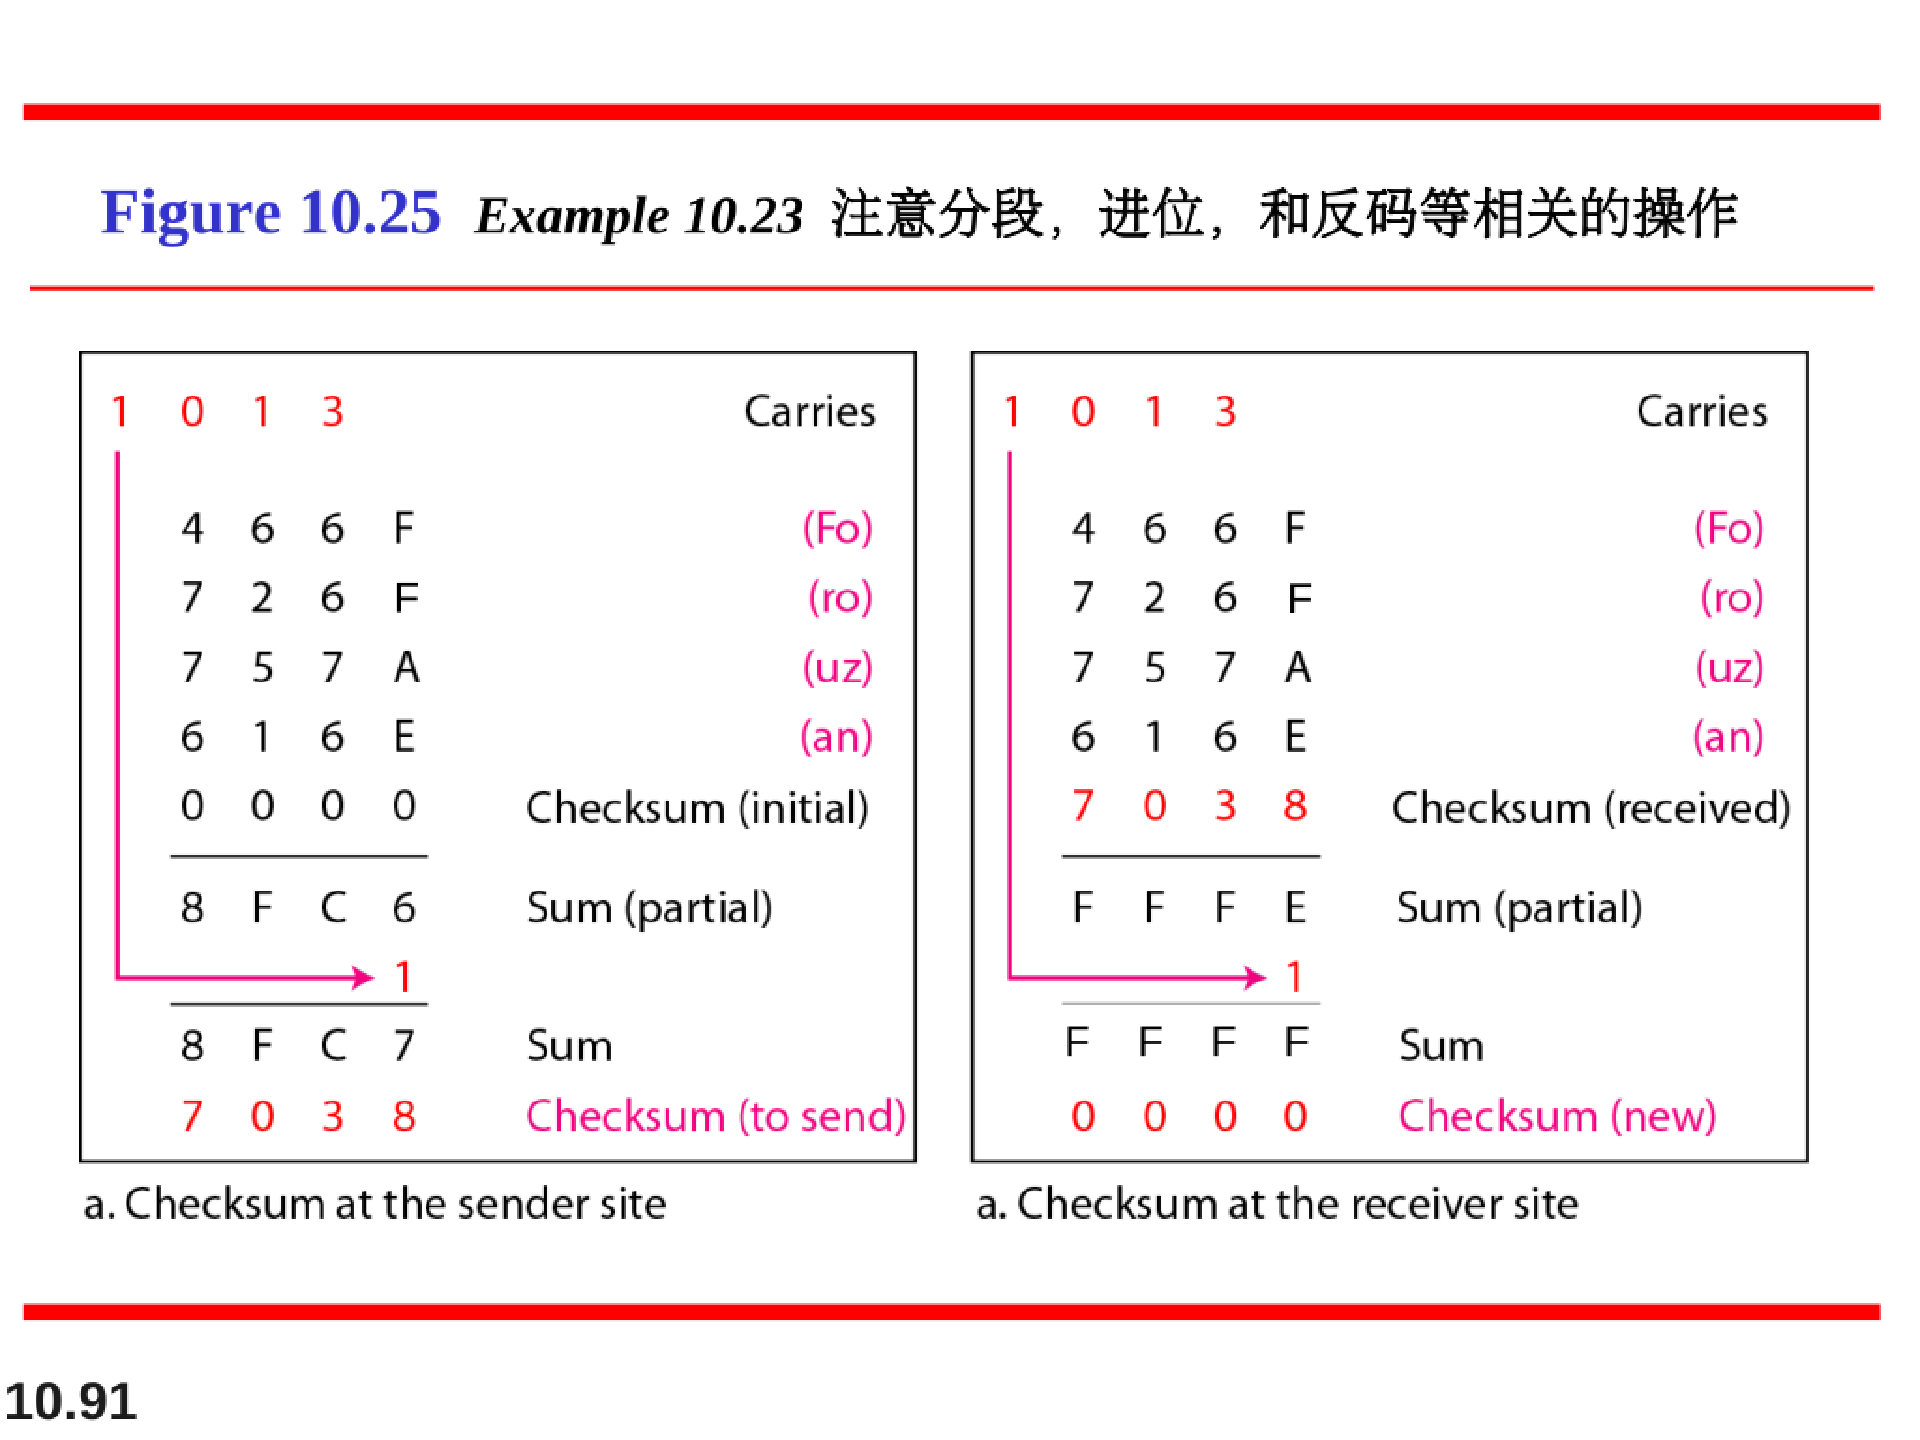 Figure 10.25 Example 10.23 注意分段，进位，和反码等相关的操作
1 0 1 3 Carries
4 6 6 F (Fo)
7 2 6 F (ro)
7 5 7 A (uz)
6 1 6 E (an)
0 0 0 0 Checksum (initial)
8 F C 6 Sum (partial)
1
8 F C 7 Sum
7 0 3 8 Checksum (to send)
a. Checksum at the sender site
1 0 1 3 Carries
4 6 6 F (Fo)
7 2 6 F (ro)
7 5 7 A (uz)
6 1 6 E (an)
7 0 3 8 Checksum (received)
F F F E Sum (partial)
1
F F F F Sum
0 0 0 0 Checksum (new)
a. Checksum at the receiver site
10.91